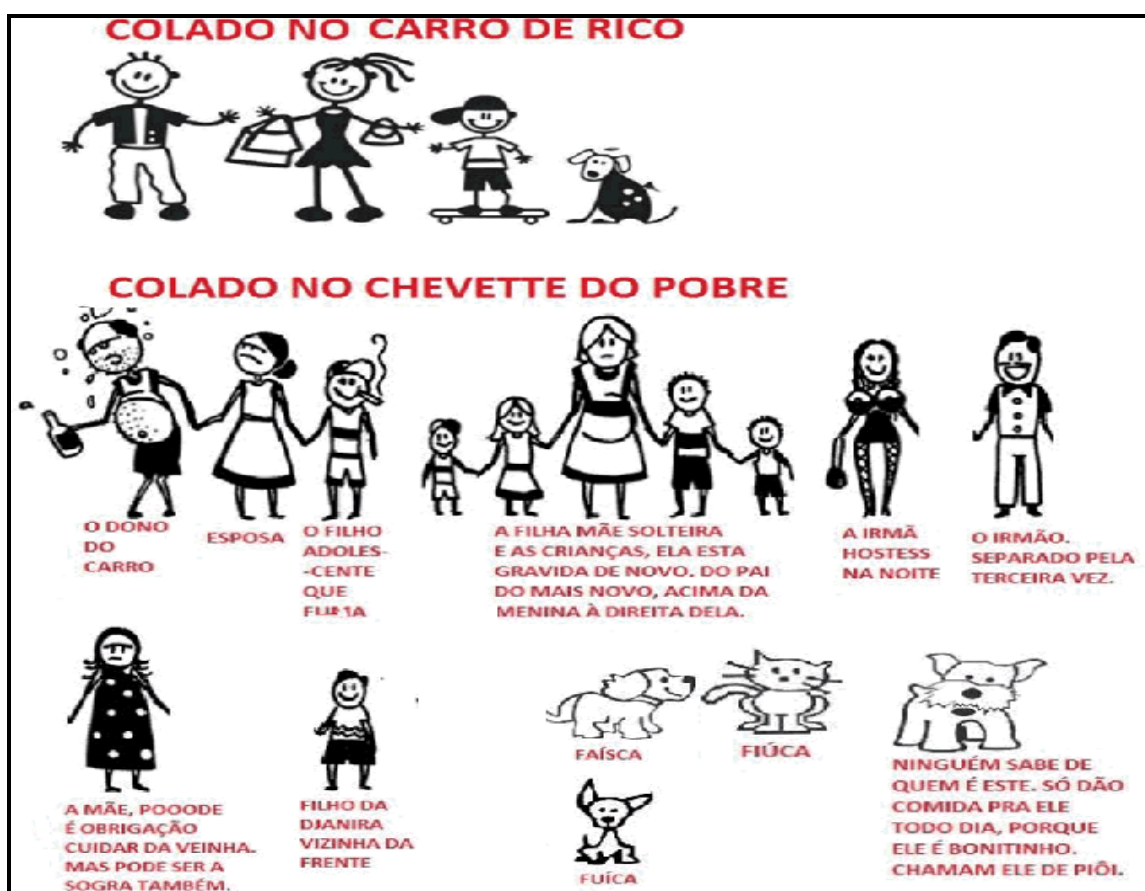 COLADO NO CARRO DE RICO
COLADO NO CHEVETTE DO POBRE
O DONO
DO
CARRO
ESPOSA
O FILHO
ADOLES-
-CENTE
QUE
FUMA
A FILHA MÃE SOLTEIRA
E AS CRIANÇAS, ELA ESTA
GRAVIDA DE NOVO. DO PAI
DO MAIS NOVO, ACIMA DA
MENINA À DIREITA DELA.
A IRMÃ
HOSTESS
NA NOITE
O IRMÃO.
SEPARADO PELA
TERCEIRA VEZ.
A MÃE, POOODE
É OBRIGAÇÃO
CUIDAR DA VEINHA.
MAS PODE SER A
SOGRA TAMBÉM.
FILHO DA
DJANIRA
VIZINHA DA
FRENTE
FAÍSCA
FIÚCA
FUÍCA
NINGUÉM SABE DE
QUEM É ESTE. SÓ DÃO
COMIDA PRA ELE
TODO DIA, PORQUE
ELE É BONITINHO.
CHAMAM ELE DE PIÔI.